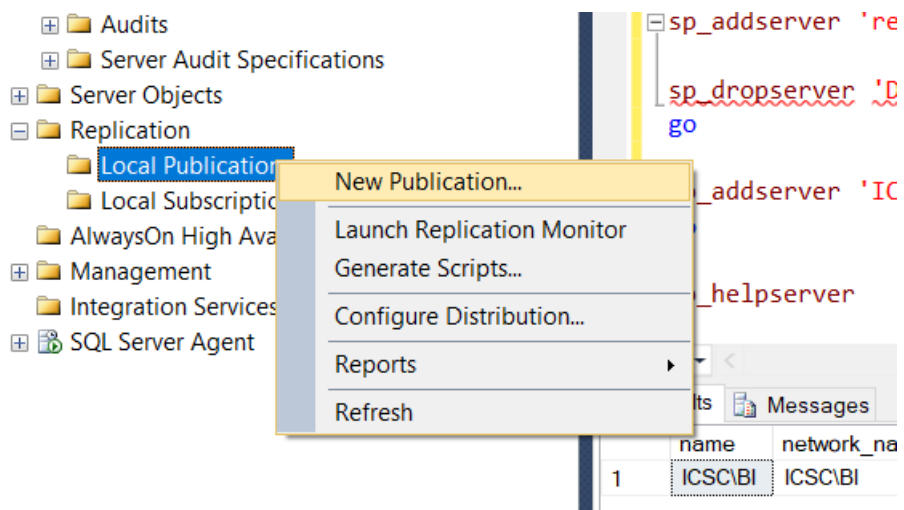 Audits
Server Audit Specifications
Server Objects
Replication
Local Publication
Local Subscriptio
AlwaysOn High Ava
Management
Integration Services
SQL Server Agent
New Publication...
Launch Replication Monitor
Generate Scripts...
Configure Distribution...
Reports
Refresh
sp_addserver 're
sp_dropserver 'D
go
_addserver 'IC
_helpserver
lts Messages
name network_na
1 ICSC\BI ICSC\BI